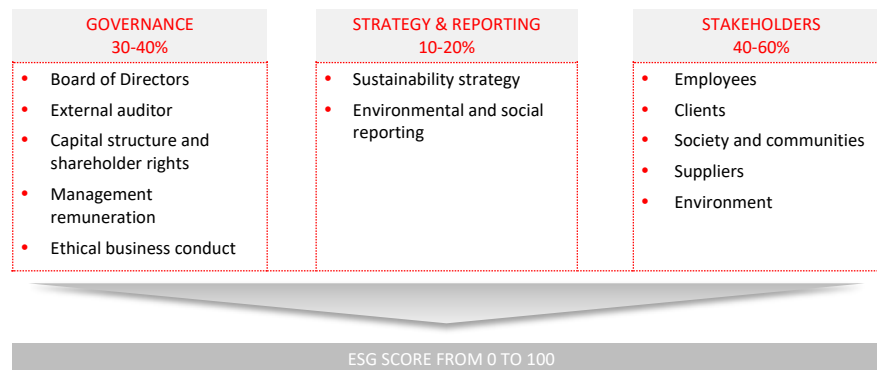 GOVERNANCE
30-40%
• Board of Directors
• External auditor
• Capital structure and
shareholder rights
• Management
remuneration
• Ethical business conduct
STRATEGY & REPORTING
10-20%
• Sustainability strategy
• Environmental and social
reporting
STAKEHOLDERS
40-60%
• Employees
• Clients
• Society and communities
• Suppliers
• Environment
ESG SCORE FROM 0 TO 100